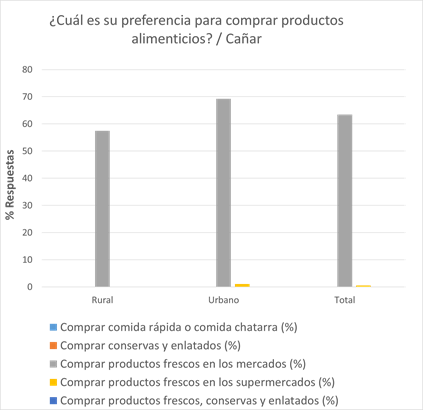 ¿Cuál es su preferencia para comprar productos
alimenticios? / Cañar
80
70
60
50
40
30
20
10
0
% Respuestas
Rural Urbano Total
Comprar comida rápida o comida chatarra (%)
Comprar conservas y enlatados (%)
Comprar productos frescos en los mercados (%)
Comprar productos frescos en los supermercados (%)
Comprar productos frescos, conservas y enlatados (%)